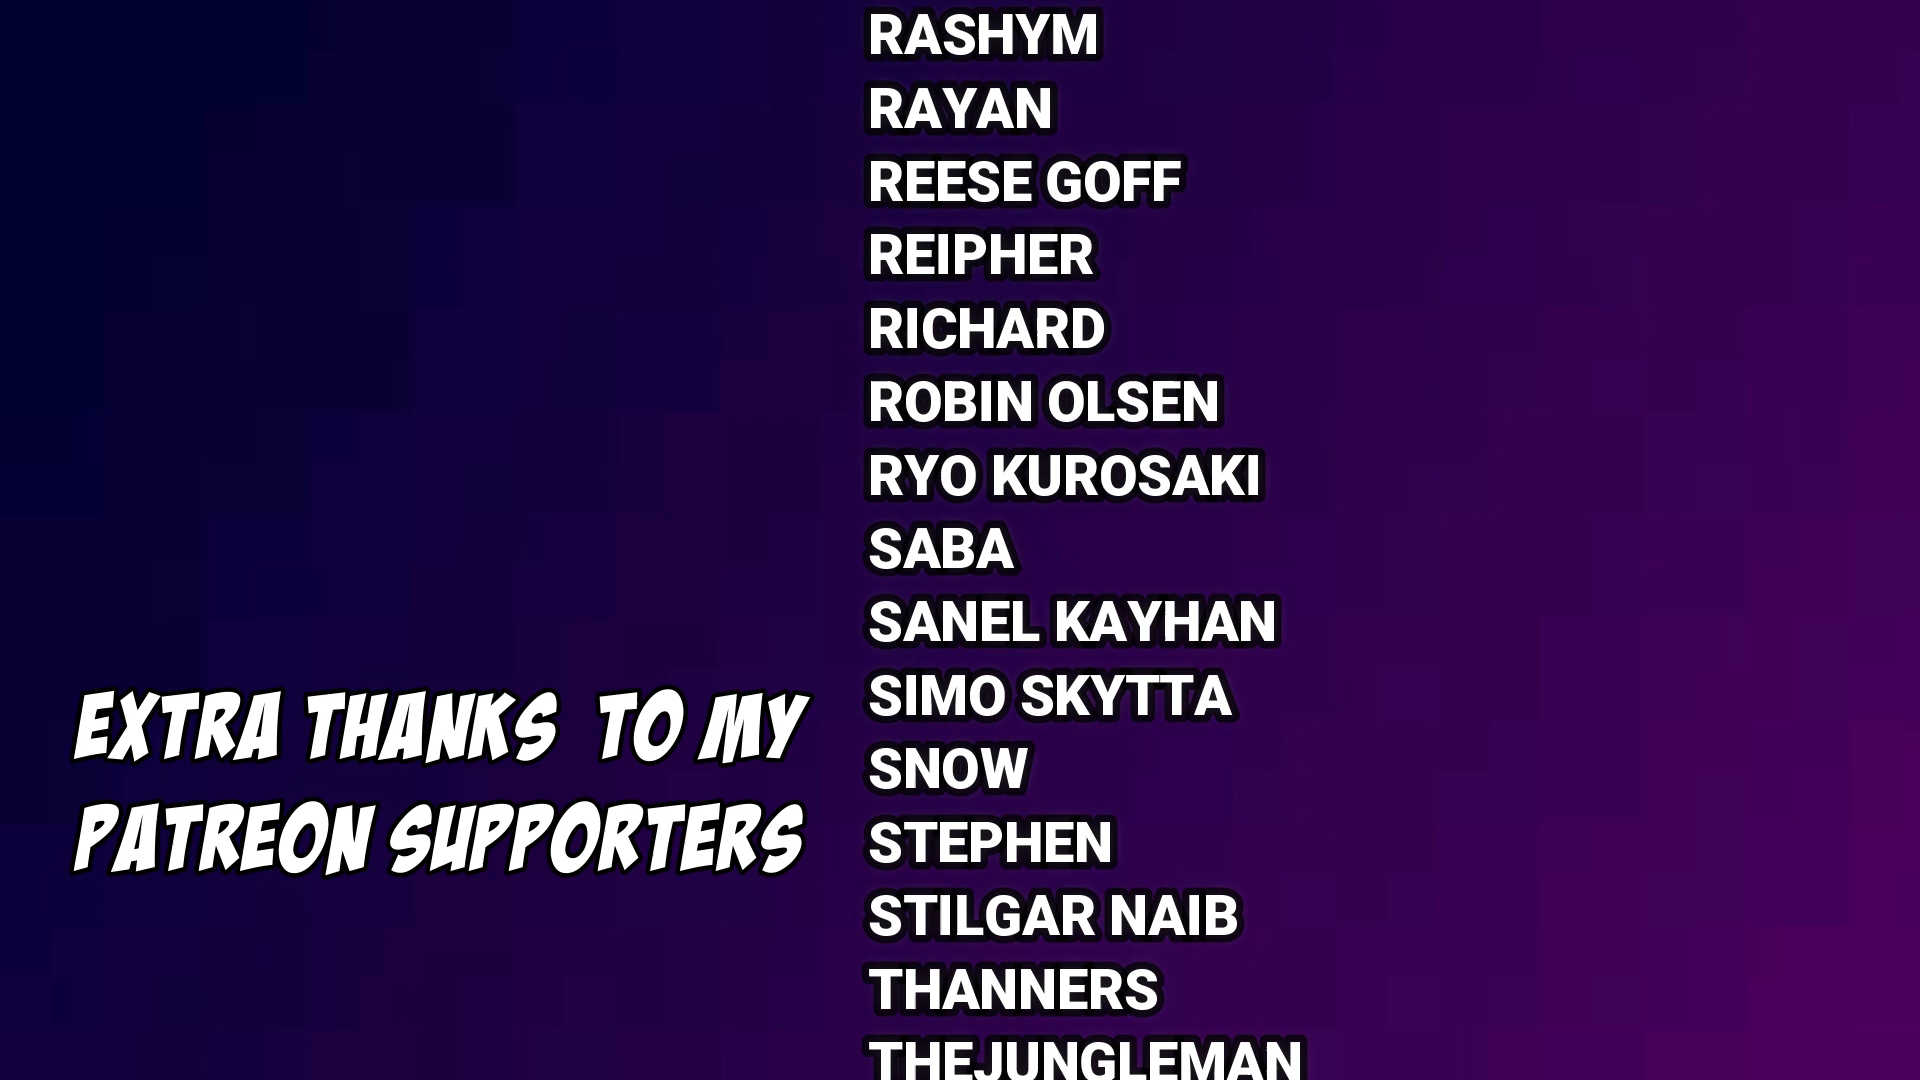 EXTRA THANKS TO MY
PATREON SUPPORTERS
RASHYM
RAYAN
REESE GOFF
REIPHER
RICHARD
ROBIN OLSEN
RYO KUROSAKI
SABA
SANEL KAYHAN
SIMO SKYTTA
SNOW
STEPHEN
STILGAR NAIB
THANNERS
THEJUNGLEMAN